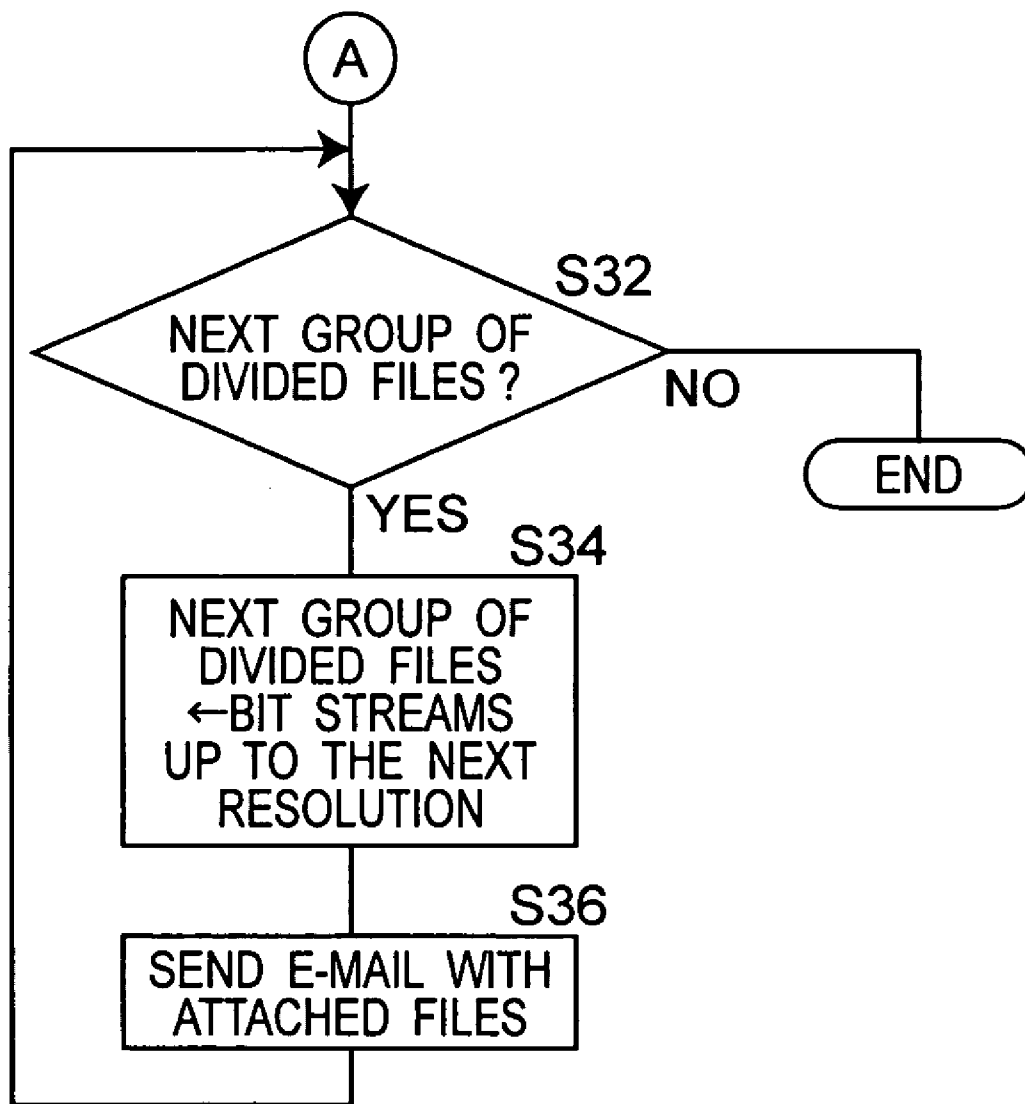 A
S32
NEXT GROUP OF
DIVIDED FILES ?
NO
END
YES
S34
NEXT GROUP OF
DIVIDED FILES
←BIT STREAMS
UP TO THE NEXT
RESOLUTION
S36
SEND E-MAIL WITH
ATTACHED FILES